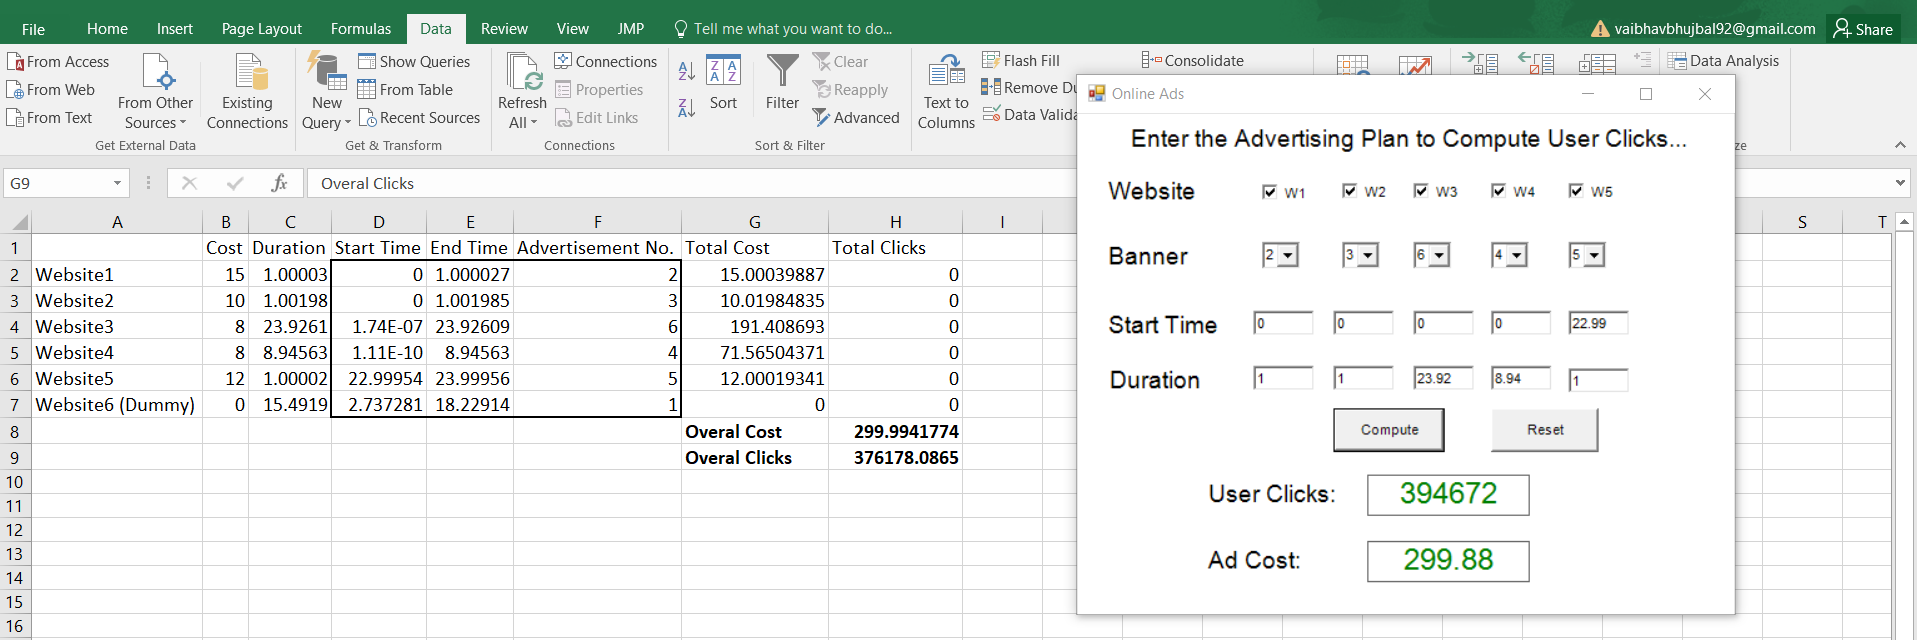 File Home Insert Page Layout Formulas Data Review View JMP Tell me what you want to do... vaibhavbhujbal92@gmail.com Share
From Access
From Web
From Text
From Other Sources
Existing Connections
Get External Data
New Query
Show Queries
From Table
Recent Sources
Get & Transform
Refresh All
Connections
Properties
Edit Links
Connections
Sort
Filter
Clear
Reapply
Advanced
Sort & Filter
Text to Columns
Flash Fill
Remove Du
Data Valida
Consolidate
Data Analysis
ze
G9 fx Overal Clicks
A B C D E F G H I S T
1 Cost Duration Start Time End Time Advertisement No. Total Cost Total Clicks
2 Website1 15 1.00003 0 1.000027 2 15.00039887 0
3 Website2 10 1.00198 0 1.001985 3 10.01984835 0
4 Website3 8 23.9261 1.74E-07 23.92609 6 191.408693 0
5 Website4 8 8.94563 1.11E-10 8.94563 4 71.56504371 0
6 Website5 12 1.00002 22.99954 23.99956 5 12.00019341 0
7 Website6 (Dummy) 0 15.4919 2.737281 18.22914 1 0 0
8 Overal Cost 299.9941774
9 Overal Clicks 376178.0865
10
11
12
13
14
15
16
Online Ads
Enter the Advertising Plan to Compute User Clicks...
Website W1 W2 W3 W4 W5
Banner 2 3 6 4 5
Start Time 0 0 0 0 22.99
Duration 1 1 23.92 8.94 1
Compute Reset
User Clicks: 394672
Ad Cost: 299.88